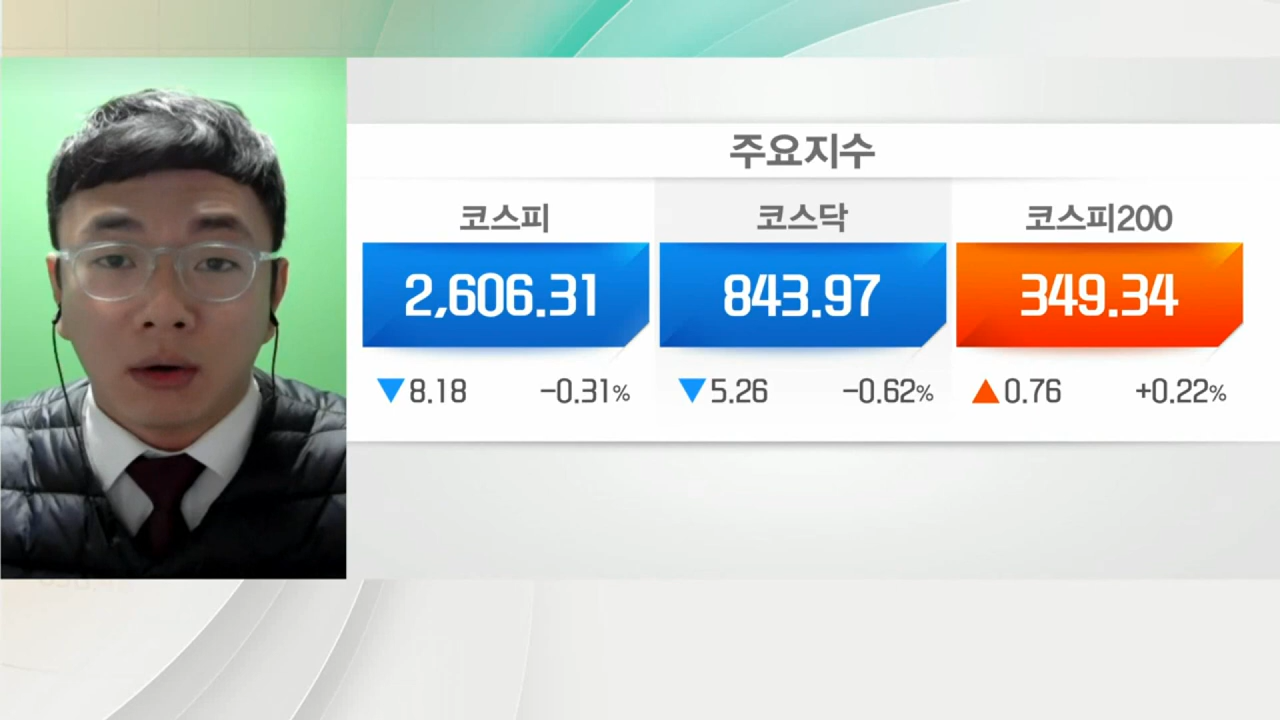 주요지수
코스피 코스닥 코스피200
2,606.31 843.97 349.34
▼8.18 -0.31% ▼5.26 -0.62% ▲0.76 +0.22%